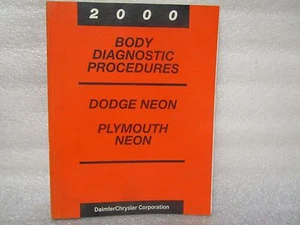 2000
BODY
DIAGNOSTIC
PROCEDURES
DODGE NEON
PLYMOUTH
NEON
DaimlerChrysler Corporation